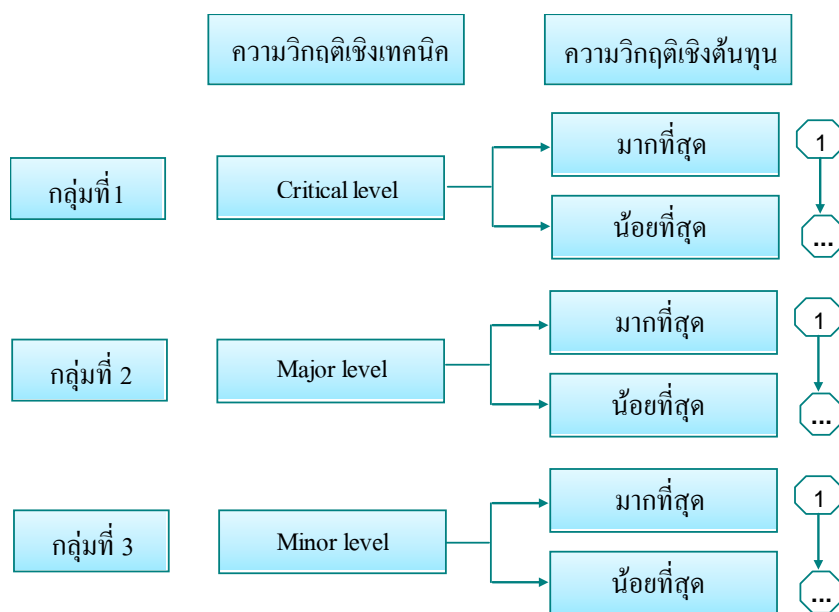 ความวิกฤติเชิงเทคนิค
ความวิกฤติเชิงต้นทุน
กลุ่มที่1
Critical level
มากที่สุด
1
น้อยที่สุด
...
กลุ่มที่ 2
Major level
มากที่สุด
1
น้อยที่สุด
...
กลุ่มที่ 3
Minor level
มากที่สุด
1
น้อยที่สุด
...